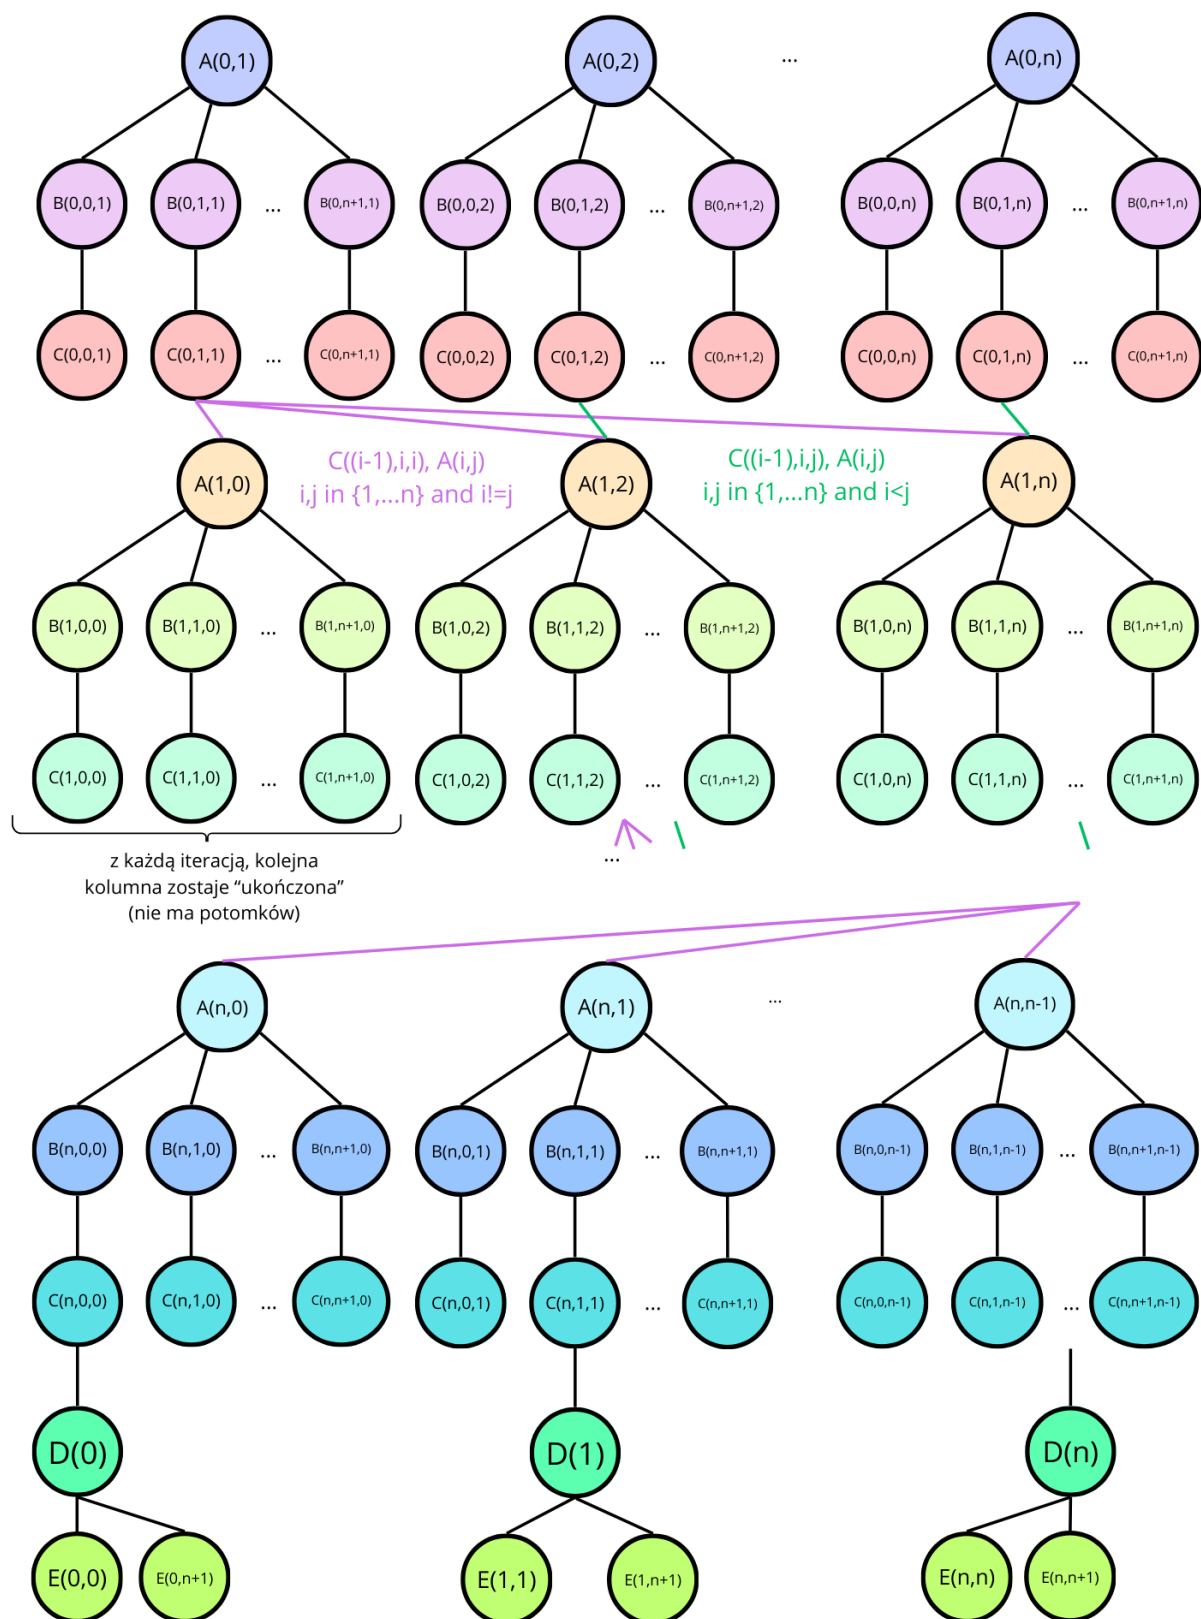 A(0,1) A(0,2) ... A(0,n)
B(0,0,1) B(0,1,1) ... B(0,n+1,1) B(0,0,2) B(0,1,2) ... B(0,n+1,2) B(0,0,n) B(0,1,n) ... B(0,n+1,n)
C(0,0,1) C(0,1,1) ... C(0,n+1,1) C(0,0,2) C(0,1,2) ... C(0,n+1,2) C(0,0,n) C(0,1,n) ... C(0,n+1,n)
C((i-1),i,i), A(i,j)
i,j in {1,...n} and i!=j
C((i-1),i,j), A(i,j)
i,j in {1,...n} and i<j
A(1,0) A(1,2) A(1,n)
B(1,0,0) B(1,1,0) ... B(1,n+1,0) B(1,0,2) B(1,1,2) ... B(1,n+1,2) B(1,0,n) B(1,1,n) ... B(1,n+1,n)
C(1,0,0) C(1,1,0) ... C(1,n+1,0) C(1,0,2) C(1,1,2) ... C(1,n+1,2) C(1,0,n) C(1,1,n) ... C(1,n+1,n)
z każdą iteracją, kolejna
kolumna zostaje “ukończona”
(nie ma potomków)
...
A(n,0) A(n,1) ... A(n,n-1)
B(n,0,0) B(n,1,0) ... B(n,n+1,0) B(n,0,1) B(n,1,1) ... B(n,n+1,1) B(n,0,n-1) B(n,1,n-1) ... B(n,n+1,n-1)
C(n,0,0) C(n,1,0) ... C(n,n+1,0) C(n,0,1) C(n,1,1) ... C(n,n+1,1) C(n,0,n-1) C(n,1,n-1) ... C(n,n+1,n-1)
D(0) D(1) D(n)
E(0,0) E(0,n+1) E(1,1) E(1,n+1) E(n,n) E(n,n+1)